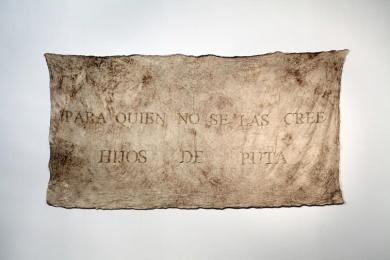 ¡PARA QUIEN NO SE LAS CREE
HIJOS DE PUTA